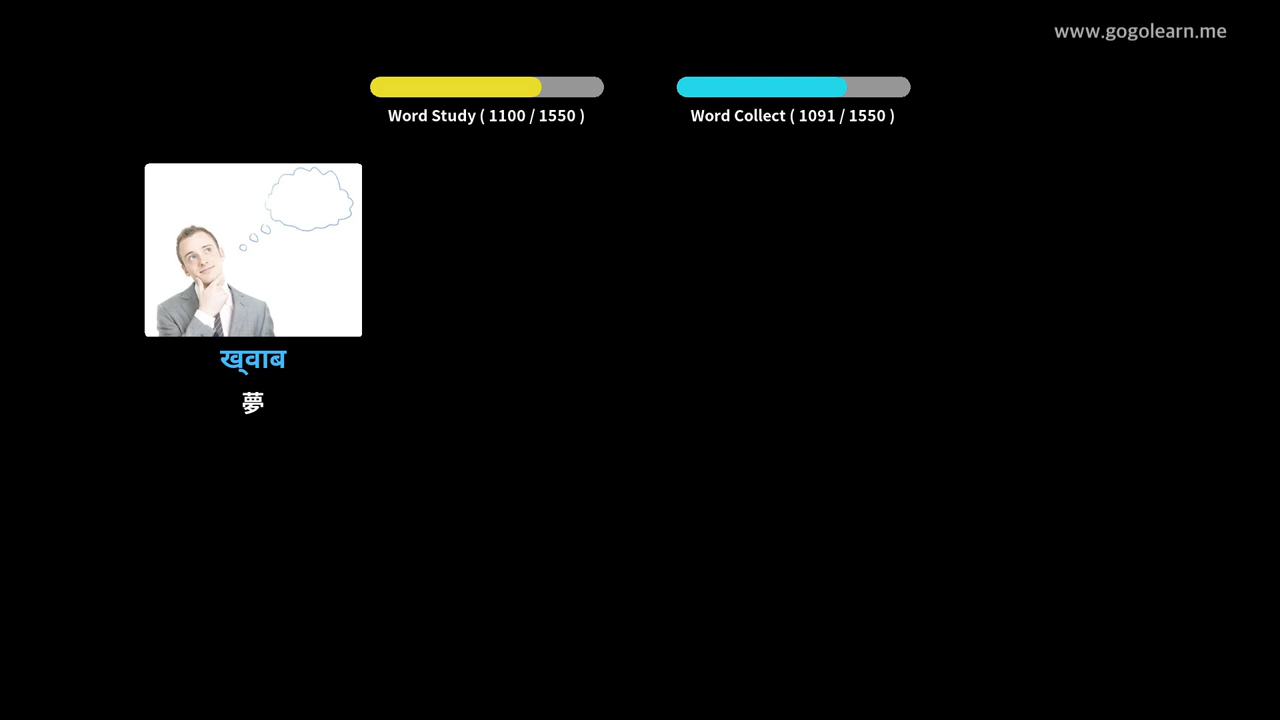 www.gogolearn.me
Word Study ( 1100 / 1550 )
Word Collect ( 1091 / 1550 )
ख्वाब
夢